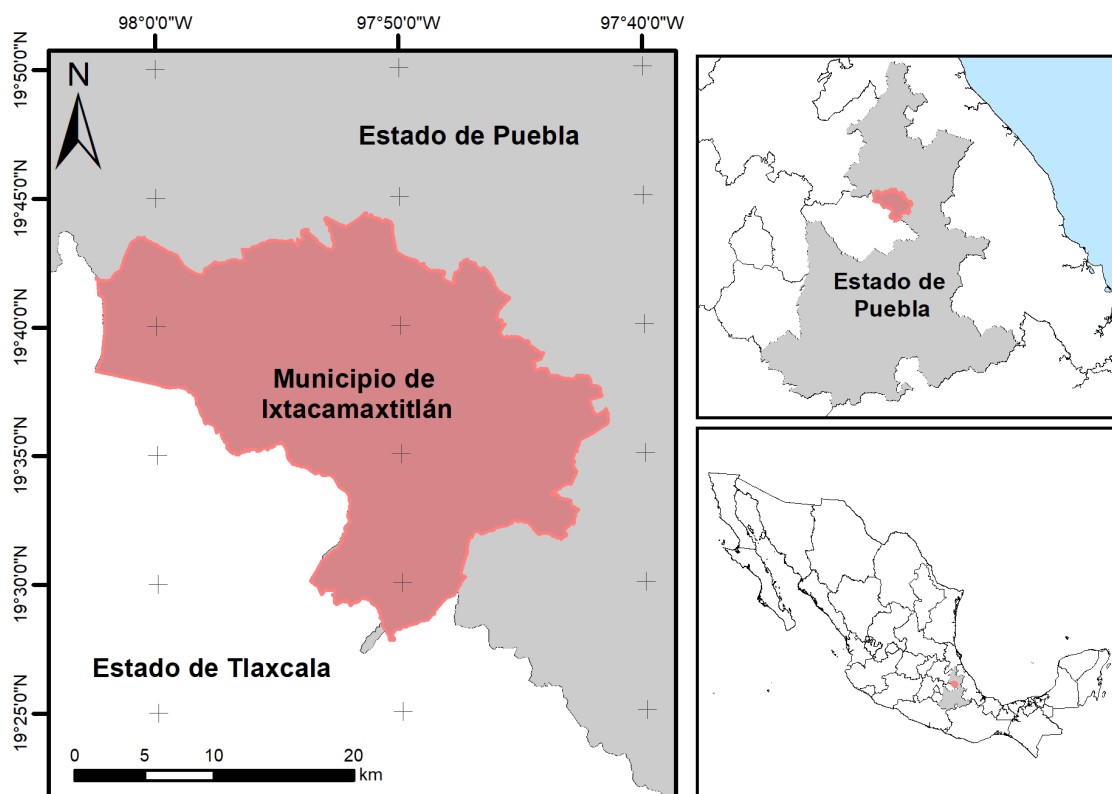 98°0'0"W
97°50'0"W
97°40'0"W
19°50'0"N
19°45'0"N
19°40'0"N
19°35'0"N
19°30'0"N
19°25'0"N
N
Estado de Puebla
Municipio de
Ixtacamaxtitlán
Estado de Tlaxcala
0 5 10 20
km
Estado de
Puebla